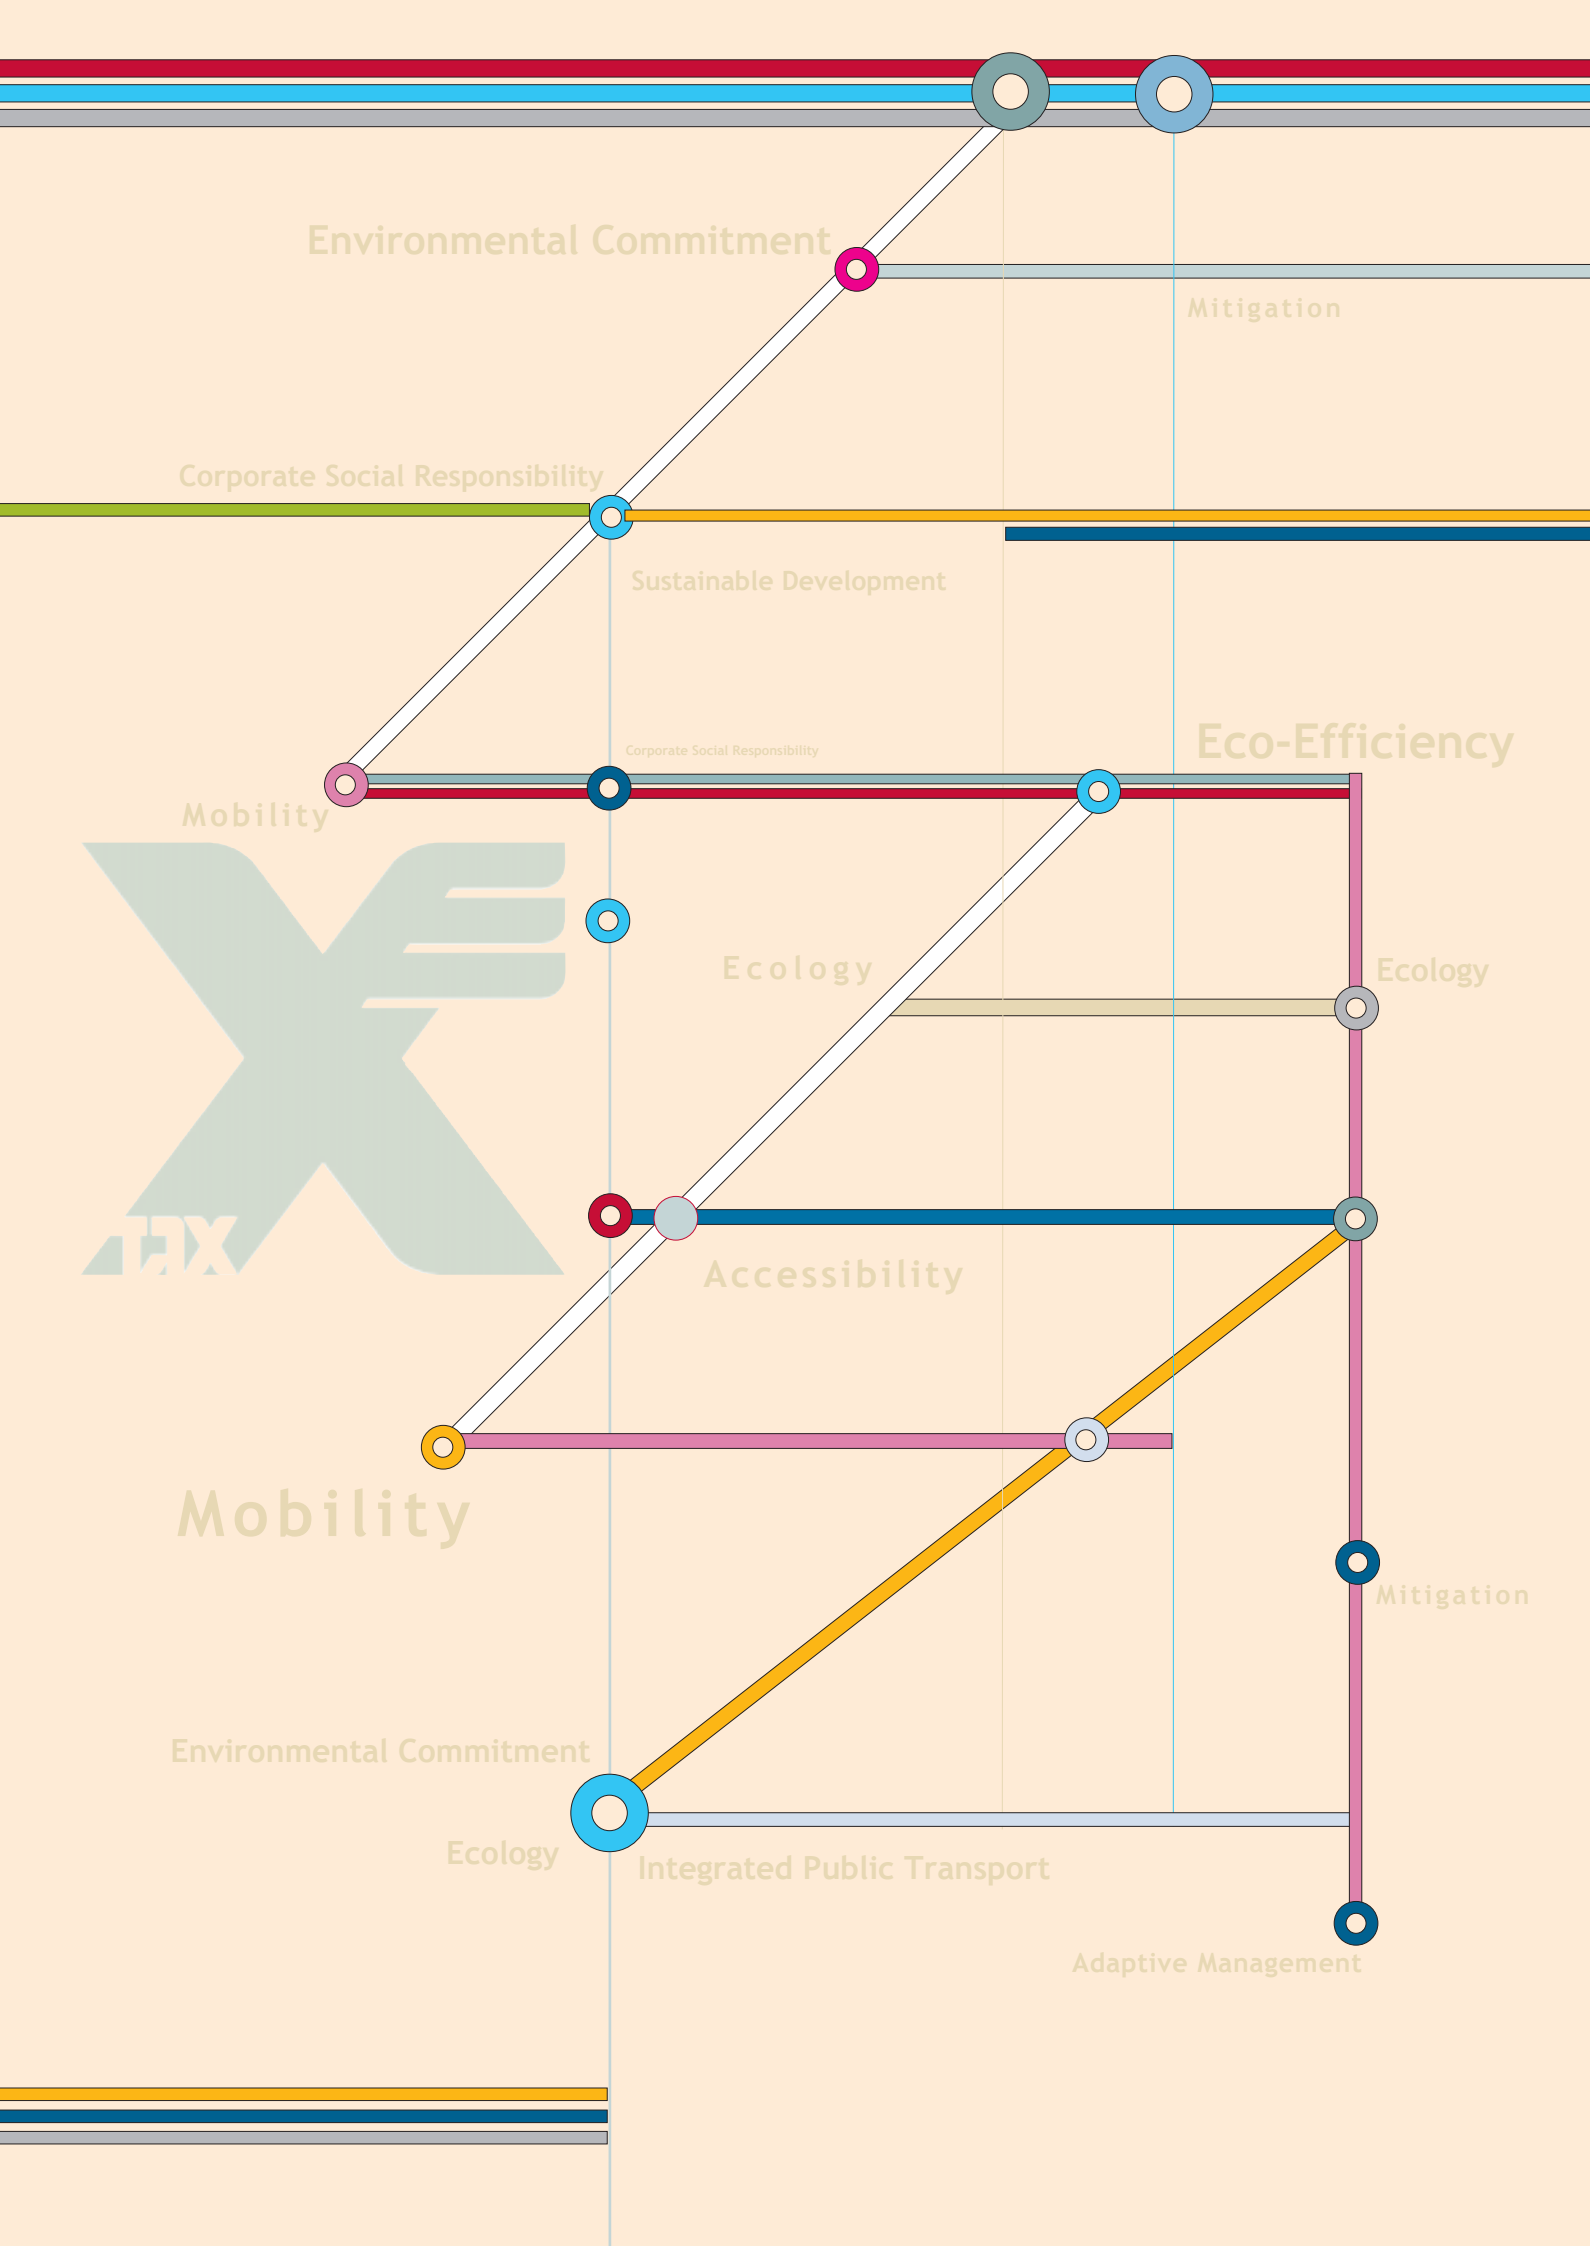 Environmental Commitment
Mitigation
Corporate Social Responsibility
Sustainable Development
Eco-Efficiency
Corporate Social Responsibility
Mobility
Ecology
Ecology
Accessibility
Mobility
Mitigation
Environmental Commitment
Ecology
Integrated Public Transport
Adaptive Management